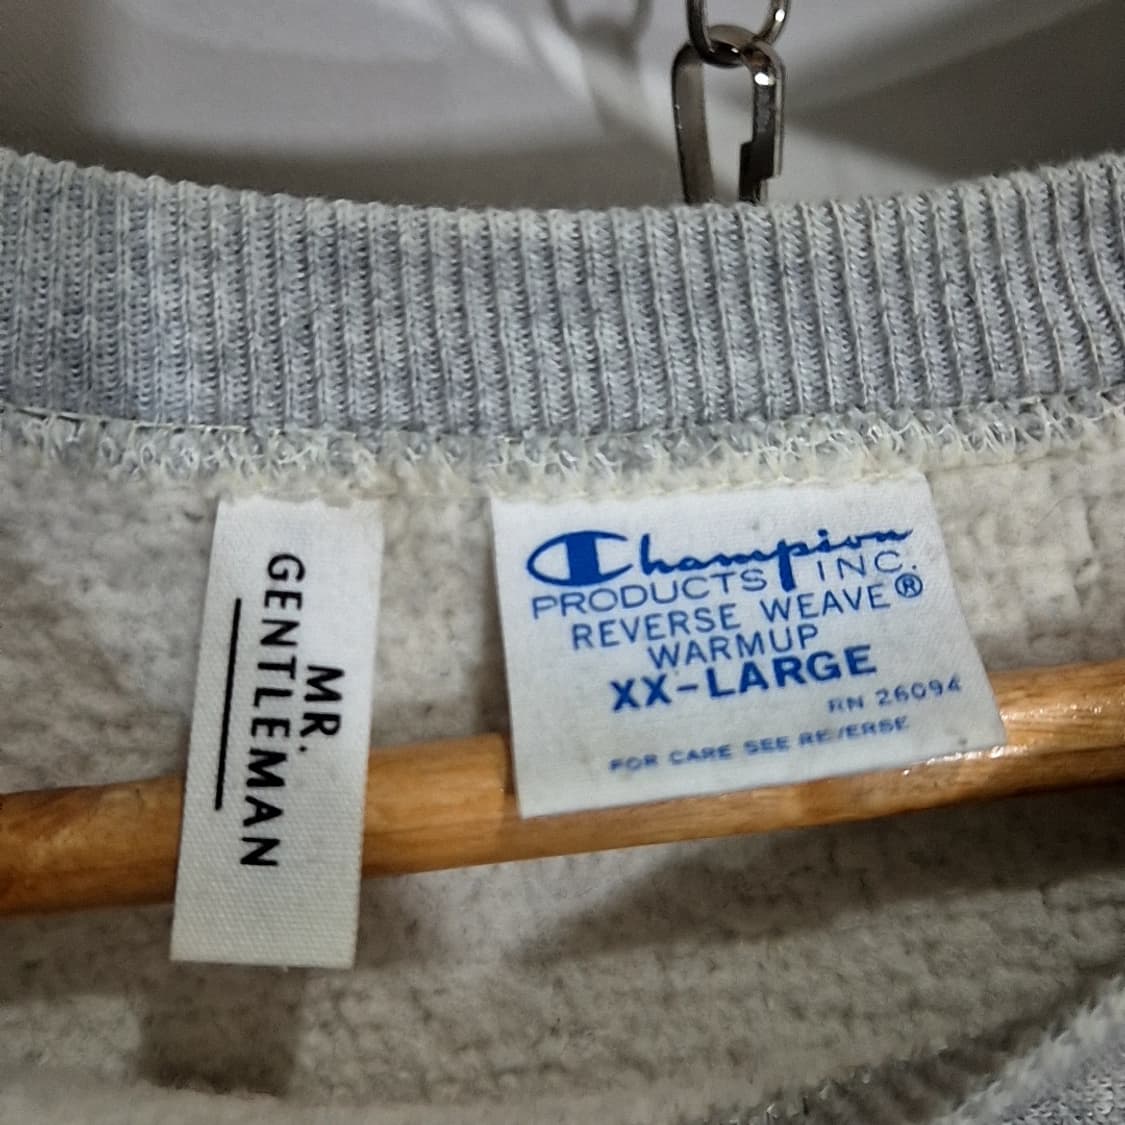 MR.
GENTLEMAN
Champion
PRODUCTS INC.
REVERSE WEAVE®
WARMUP
XX-LARGE
RN 26094
FOR CARE SEE REVERSE